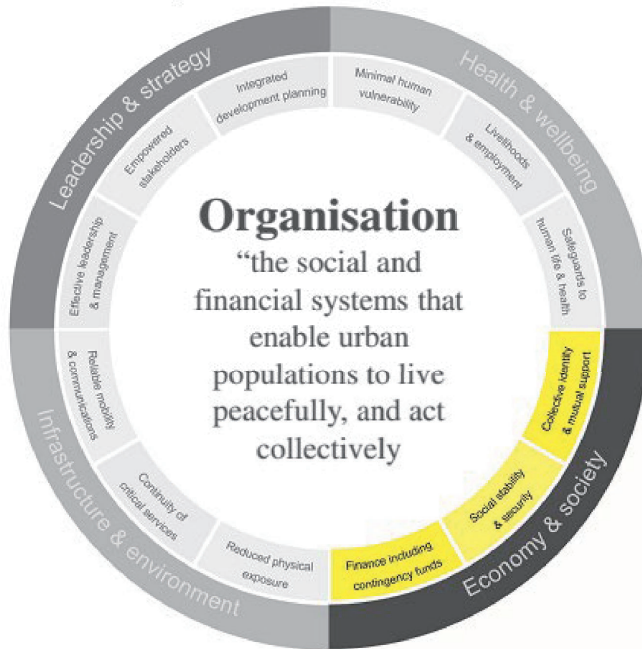 Leadership & strategy
Health & wellbeing
Economy & society
Infrastructure & environment
Integrated
development planning
Minimal human
vulnerability
Livelihoods
& employment
Safeguards to
human life & health
Collective identity
& mutual support
Social stability
& security
Finance including
contingency funds
Reduced physical
exposure
Continuity of
critical services
Reliable mobility
& communications
Effective leadership
& management
Empowered
stakeholders
Organisation
“the social and
financial systems that
enable urban
populations to live
peacefully, and act
collectively